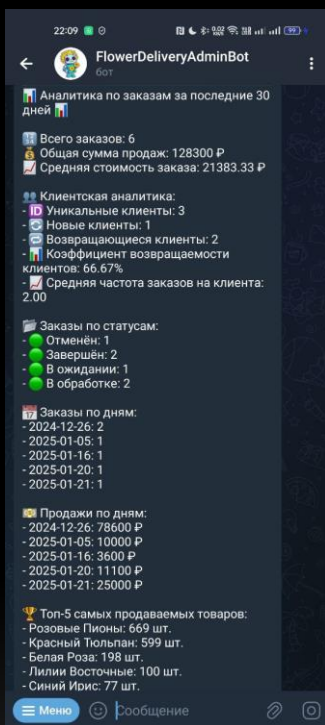 22:09
99
FlowerDeliveryAdminBot
бот
Аналитика по заказам за последние 30
дней
Всего заказов: 6
Общая сумма продаж: 128300 ₽
Средняя стоимость заказа: 21383.33 ₽
Клиентская аналитика:
- ID Уникальные клиенты: 3
- Новые клиенты: 1
- Возвращающиеся клиенты: 2
- Коэффициент возвращаемости
клиентов: 66.67%
- Средняя частота заказов на клиента:
2.00
Заказы по статусам:
- Отменён: 1
- Завершён: 2
- В ожидании: 1
- В обработке: 2
Заказы по дням:
- 2024-12-26: 2
- 2025-01-05: 1
- 2025-01-16: 1
- 2025-01-20: 1
- 2025-01-21: 1
Продажи по дням:
- 2024-12-26: 78600 ₽
- 2025-01-05: 10000 ₽
- 2025-01-16: 3600 ₽
- 2025-01-20: 11100 ₽
- 2025-01-21: 25000 ₽
Топ-5 самых продаваемых товаров:
- Розовые Пионы: 669 шт.
- Красный Тюльпан: 599 шт.
- Белая Роза: 198 шт.
- Лилии Восточные: 100 шт.
- Синий Ирис: 77 шт.
Меню
Сообщение